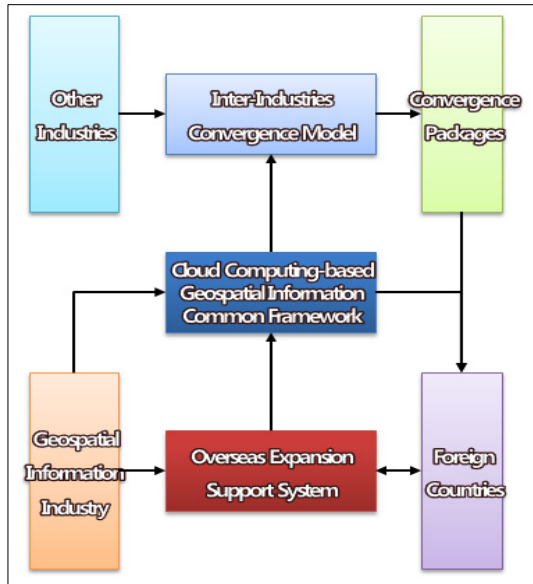 Other
Industries
Inter-Industries
Convergence Model
Convergence
Packages
Cloud Computing-based
Geospatial Information
Common Framework
Geospatial
Information
Industry
Overseas Expansion
Support System
Foreign
Countries